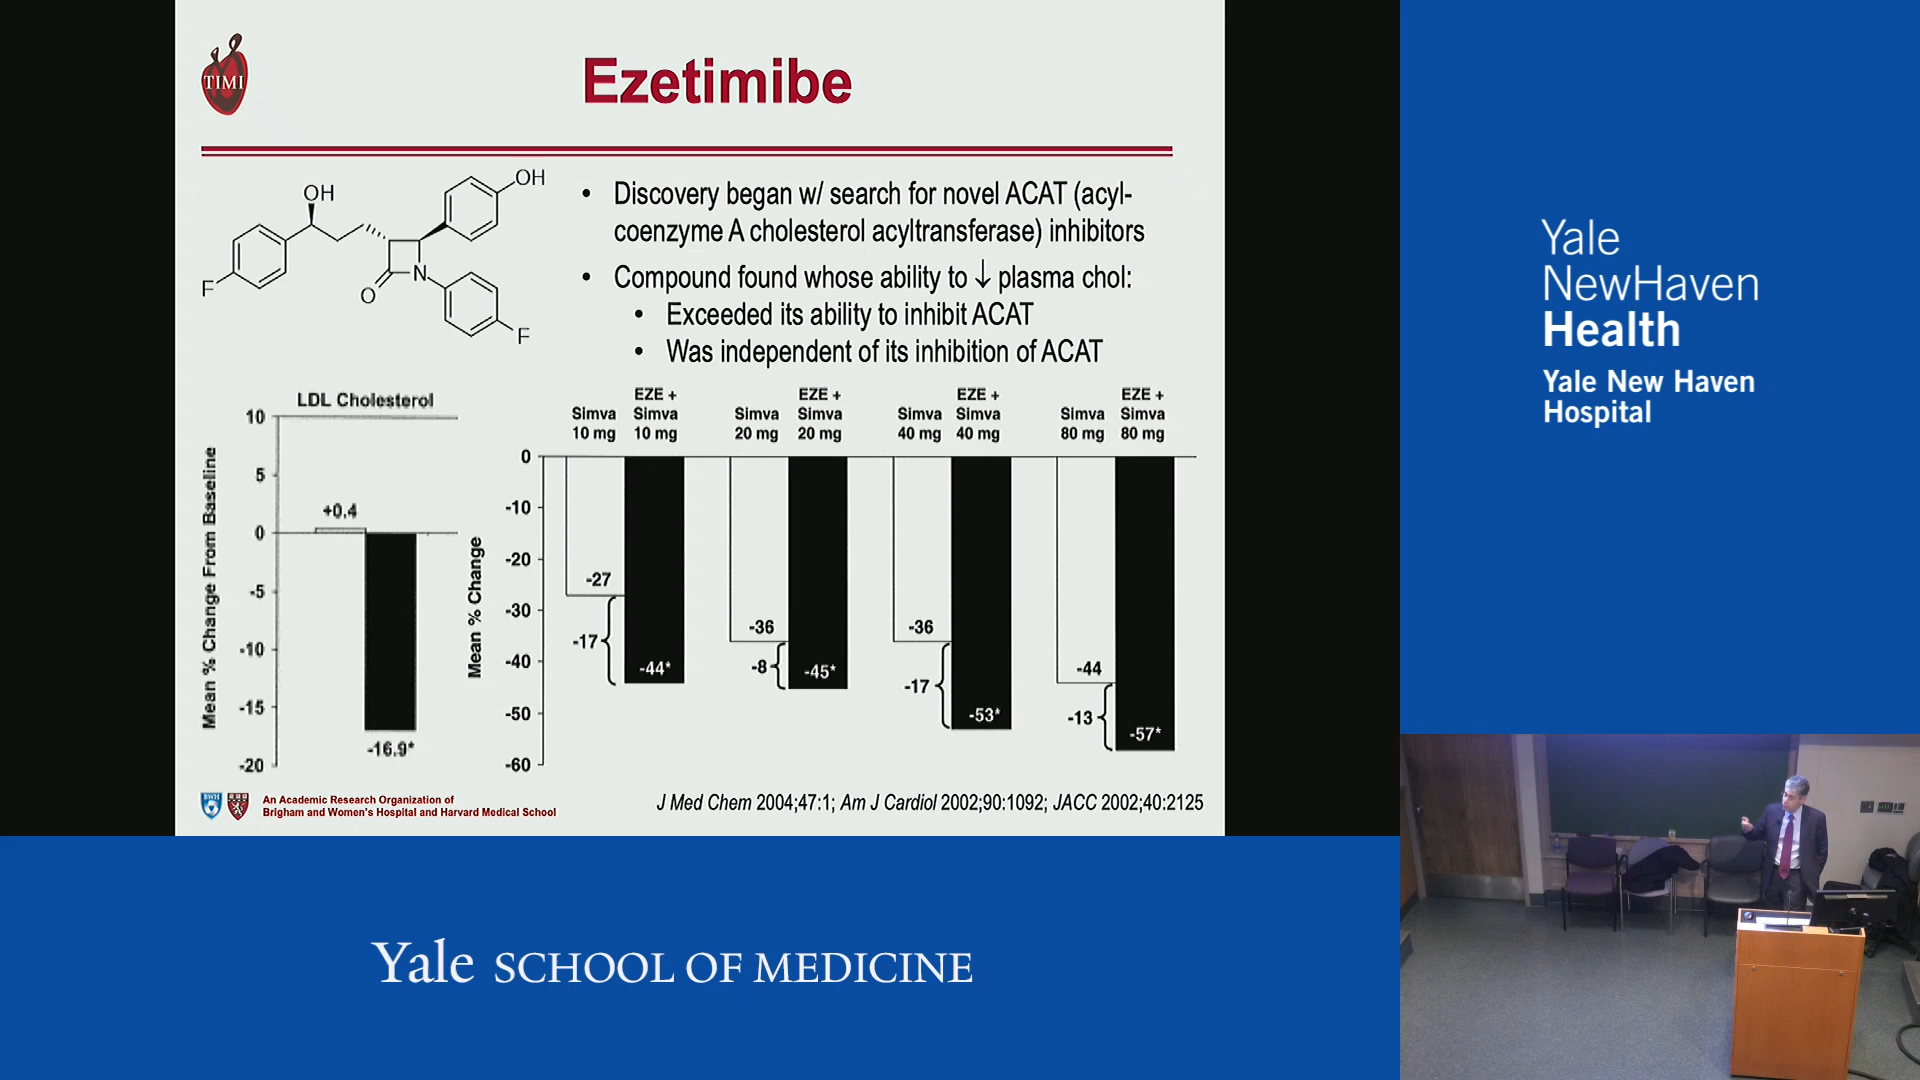 TIMI
Ezetimibe
OH
OH
F
N
O
F
• Discovery began w/ search for novel ACAT (acyl-
coenzyme A cholesterol acyltransferase) inhibitors
• Compound found whose ability to ↓ plasma chol:
• Exceeded its ability to inhibit ACAT
• Was independent of its inhibition of ACAT
LDL Cholesterol
Mean % Change From Baseline
10
5
0
-5
-10
-15
-20
+0.4
-16.9*
Simva
10 mg
EZE +
Simva
10 mg
Simva
20 mg
EZE +
Simva
20 mg
Simva
40 mg
EZE +
Simva
40 mg
Simva
80 mg
EZE +
Simva
80 mg
Mean % Change
0
-10
-20
-30
-40
-50
-60
-27
-17
-44*
-36
-8
-45*
-36
-17
-53*
-44
-13
-57*
BWH
An Academic Research Organization of
Brigham and Women's Hospital and Harvard Medical School
J Med Chem 2004;47:1; Am J Cardiol 2002;90:1092; JACC 2002;40:2125
Yale
NewHaven
Health
Yale New Haven
Hospital
Yale SCHOOL OF MEDICINE